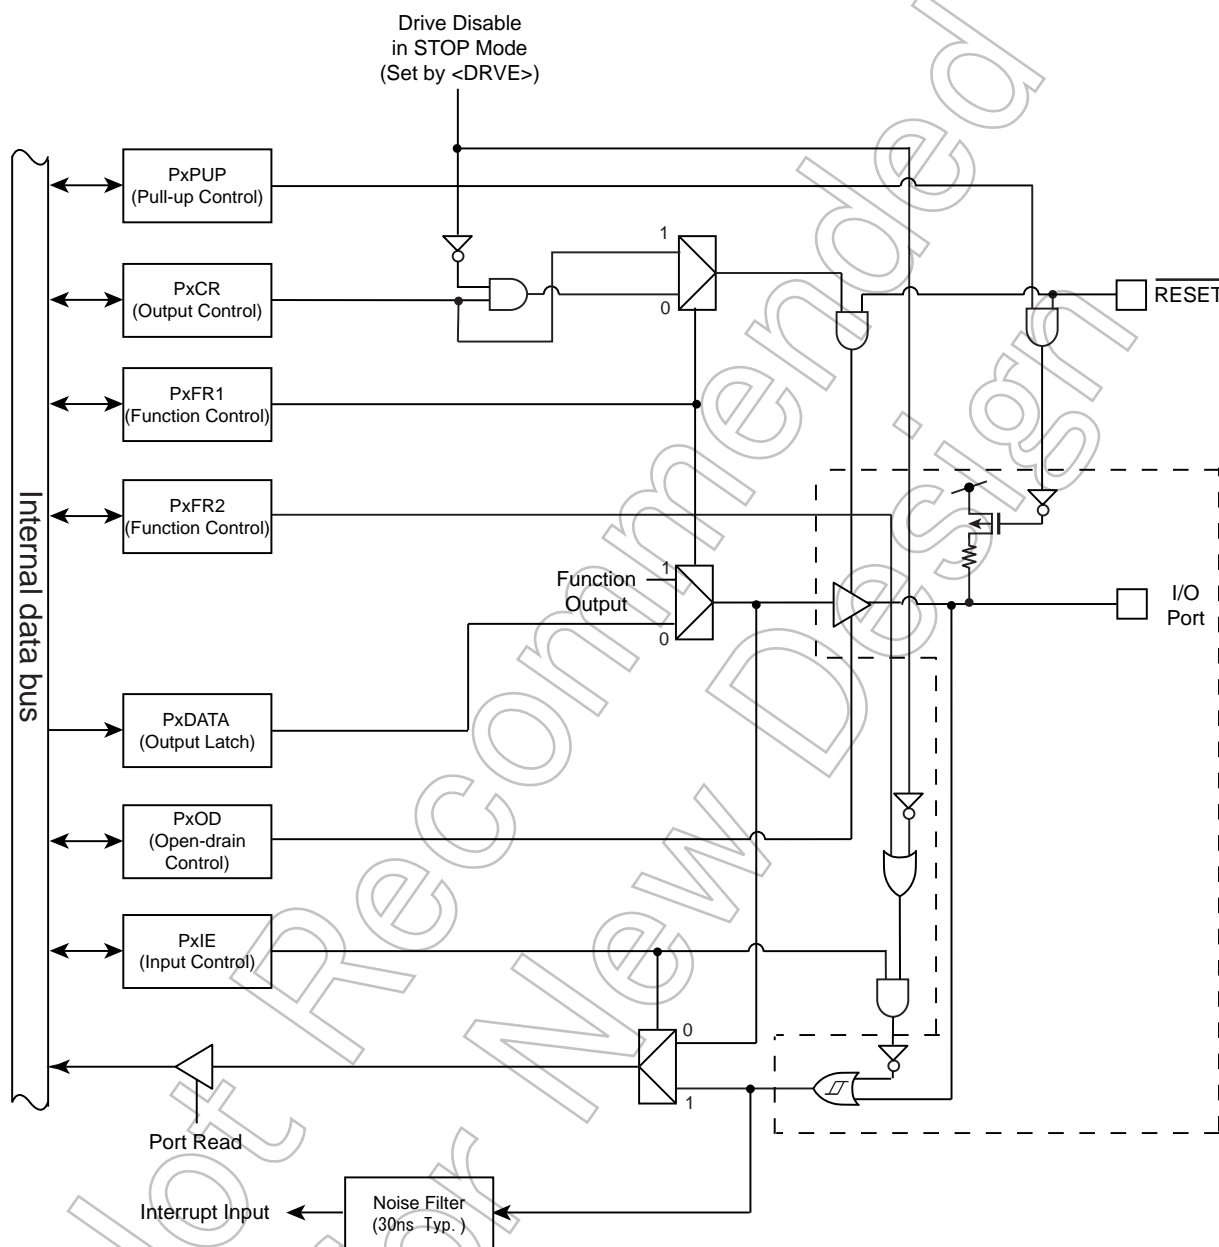 Drive Disable
in STOP Mode
(Set by <DRVE>)
PxPUP
(Pull-up Control)
1
PxCR
(Output Control)
0
RESET
PxFR1
(Function Control)
PxFR2
(Function Control)
Internal data bus
1
Function
Output
0
I/O
Port
PxDATA
(Output Latch)
PxOD
(Open-drain
Control)
PxIE
(Input Control)
0
1
Port Read
Interrupt Input
Noise Filter
(30ns Typ.)
Not Recommended
for New Design